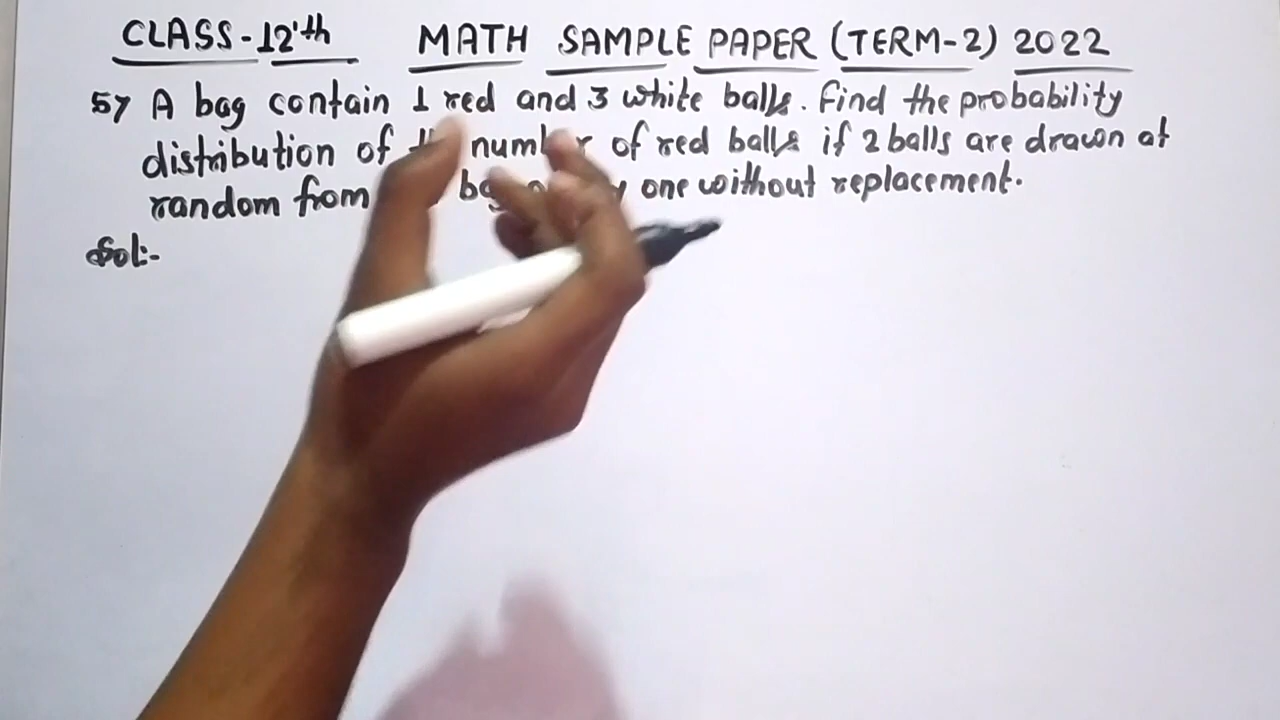 CLASS-12'th MATH SAMPLE PAPER (TERM-2) 2022
5) A bag contain 1 red and 3 white balls. Find the probability
distribution of num of red balls if 2 balls are drawn at
random from one without replacement.
Sol:-